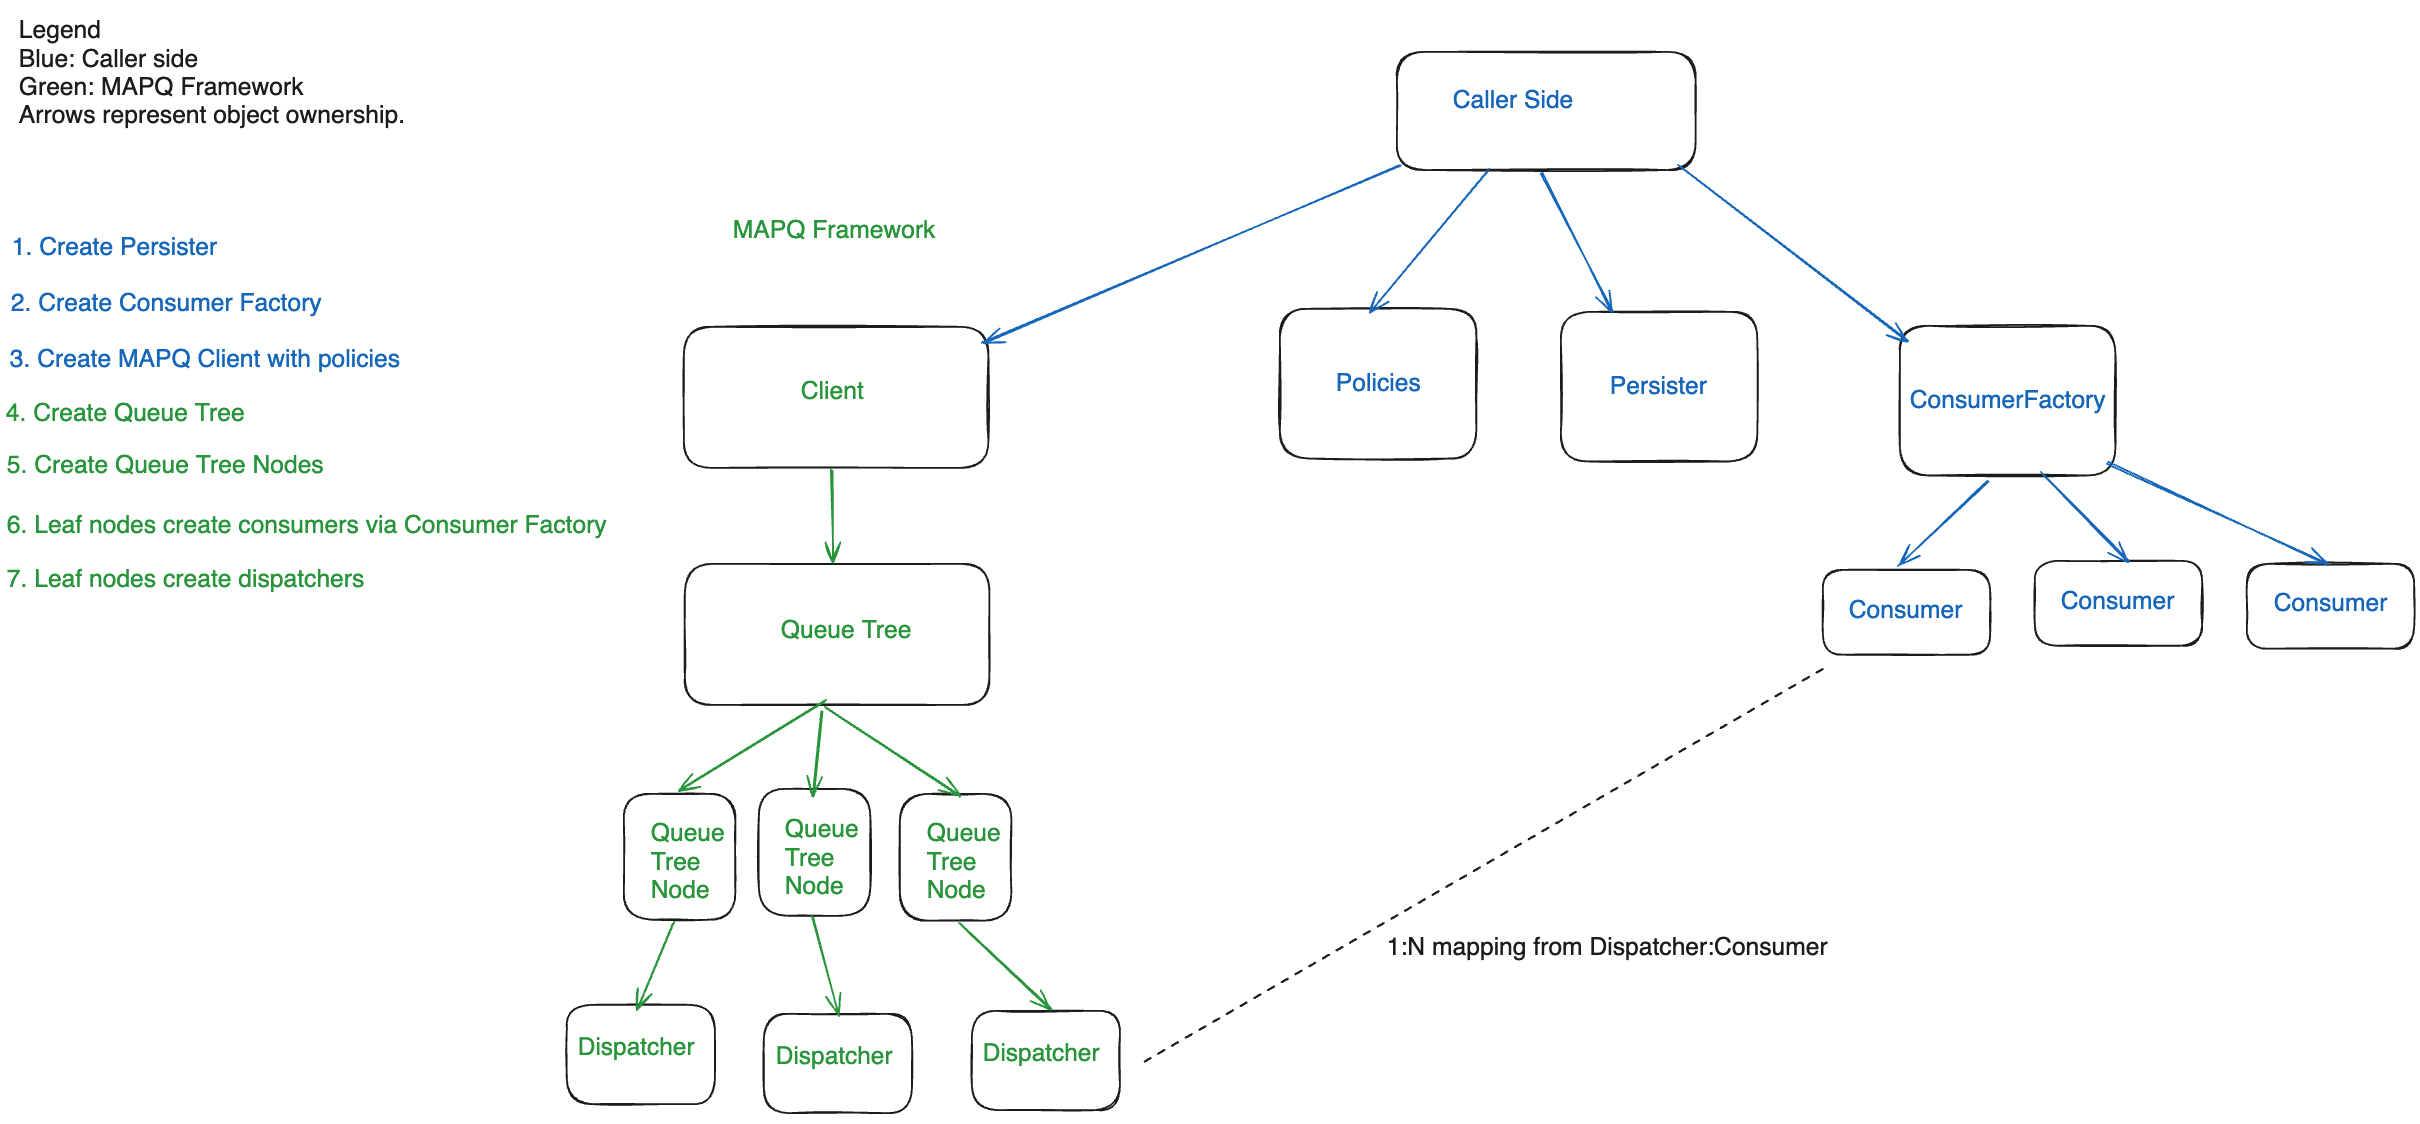 Legend
Blue: Caller side
Green: MAPQ Framework
Arrows represent object ownership.
Caller Side
MAPQ Framework
1. Create Persister
2. Create Consumer Factory
3. Create MAPQ Client with policies
4. Create Queue Tree
5. Create Queue Tree Nodes
6. Leaf nodes create consumers via Consumer Factory
7. Leaf nodes create dispatchers
Client
Policies
Persister
ConsumerFactory
Queue Tree
Consumer
Consumer
Consumer
Queue
Tree
Node
Queue
Tree
Node
Queue
Tree
Node
1:N mapping from Dispatcher:Consumer
Dispatcher
Dispatcher
Dispatcher